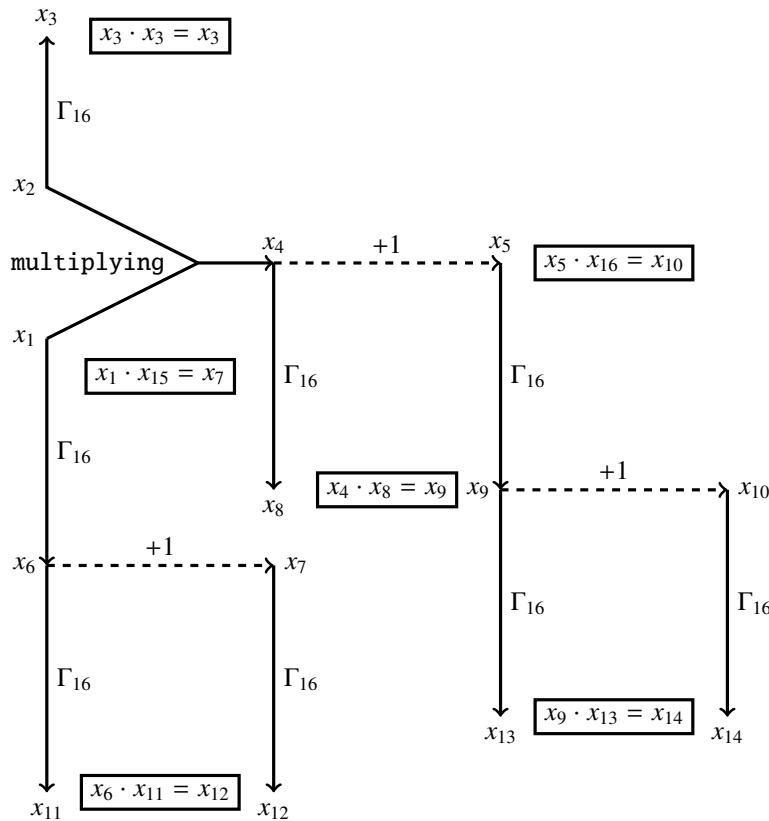 x₃
x₃ · x₃ = x₃
Γ₁₆
x₂
x₄
+1
x₅
multiplying
x₅ · x₁₆ = x₁₀
x₁
x₁ · x₁₅ = x₇
Γ₁₆
Γ₁₆
Γ₁₆
+1
x₄ · x₈ = x₉
x₉
x₁₀
x₈
+1
x₆
x₇
Γ₁₆
Γ₁₆
Γ₁₆
Γ₁₆
x₉ · x₁₃ = x₁₄
x₁₃
x₁₄
x₆ · x₁₁ = x₁₂
x₁₁
x₁₂